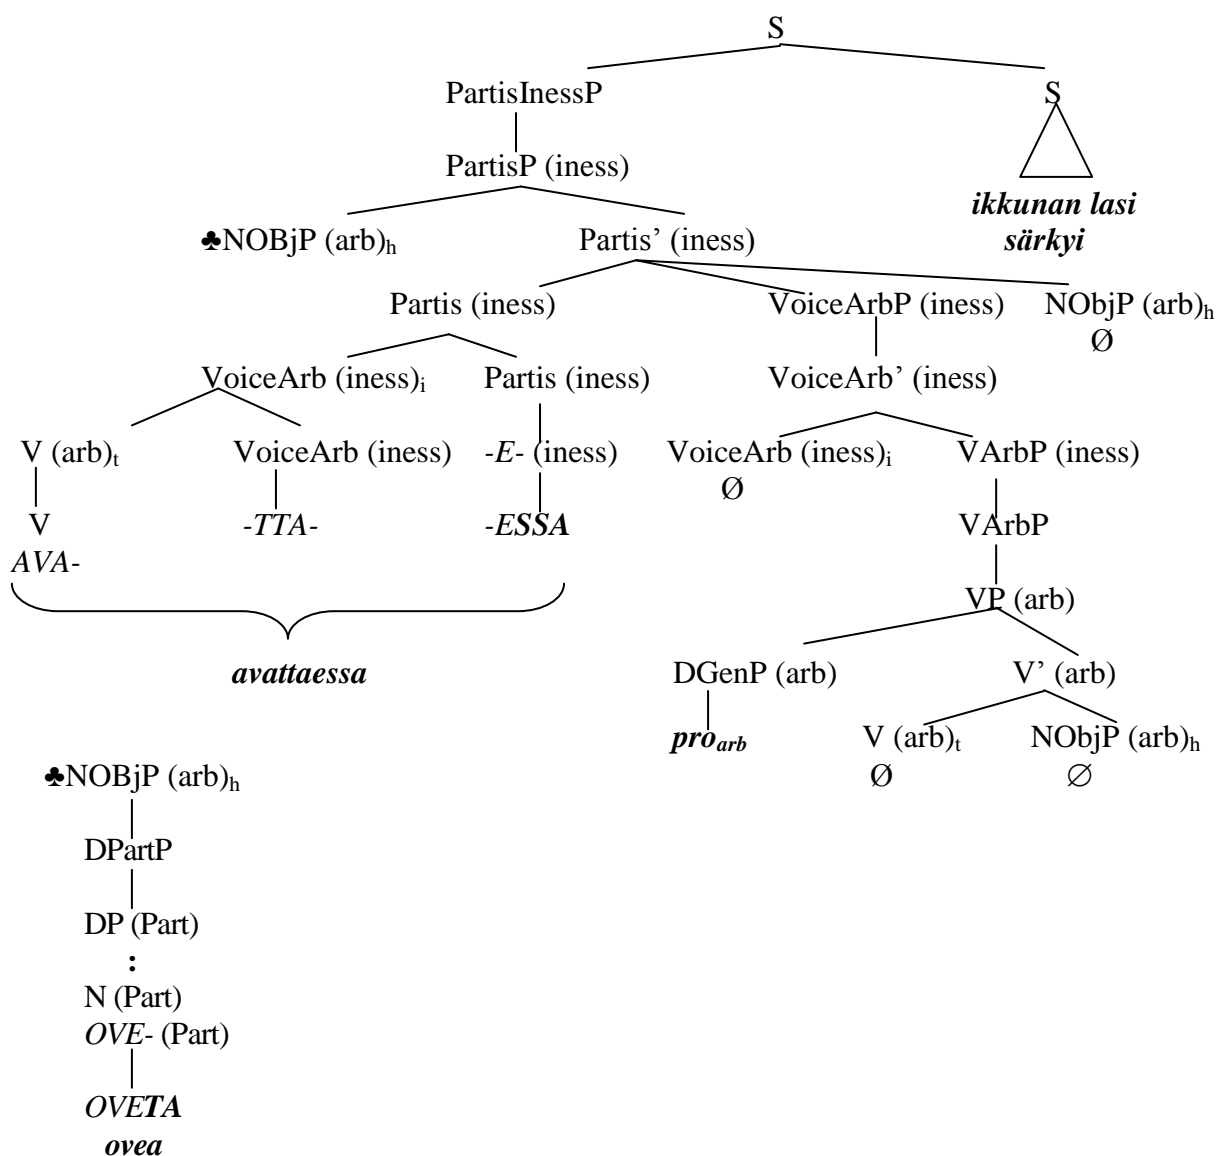 S
PartisInessP S
PartisP (iness)
ikkunan lasi
särkyi
♣NOBjP (arb)h Partis’ (iness)
Partis (iness) VoiceArbP (iness) NObjP (arb)h
Ø
VoiceArb (iness)i Partis (iness) VoiceArb’ (iness)
V (arb)t VoiceArb (iness) -E- (iness) VoiceArb (iness)i VArbP (iness)
Ø
V -TTA- -ESSA VArbP
AVA-
VP (arb)
avattaessa DGenP (arb) V’ (arb)
proarb V (arb)t NObjP (arb)h
Ø ∅
♣NOBjP (arb)h
DPartP
DP (Part)
:
N (Part)
OVE- (Part)
OVETA
ovea